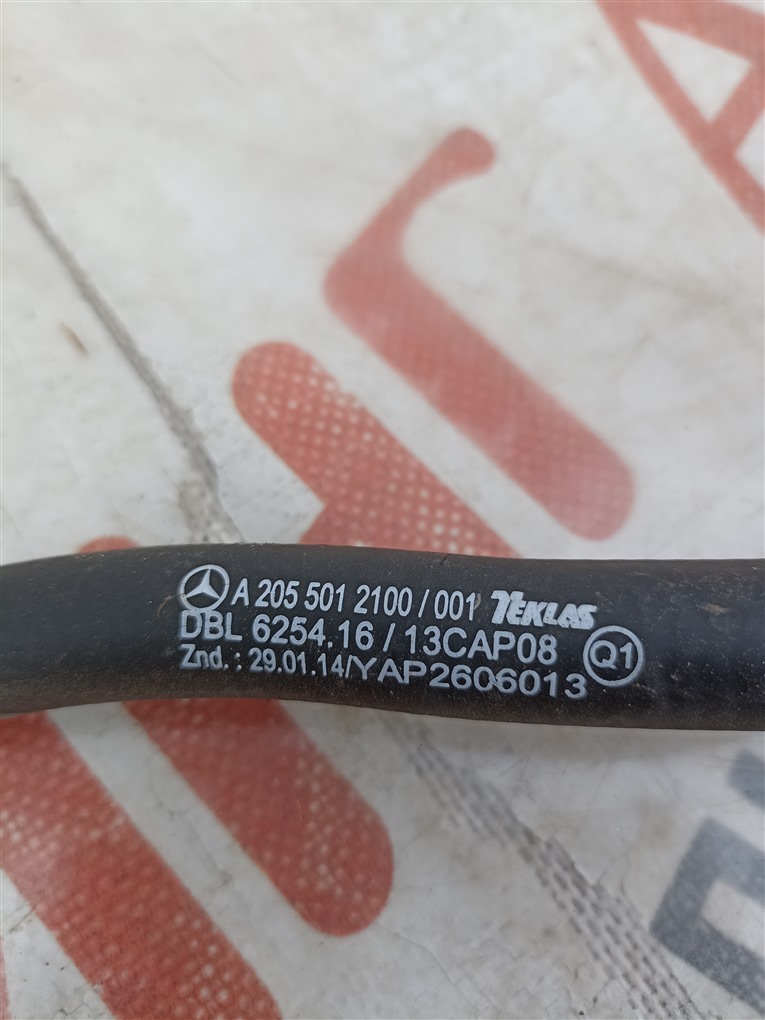 A 205 501 2100 / 001 TEKLAS
DBL 6254.16 / 13CAP08 Q1
Znd. : 29.01.14/YAP2606013